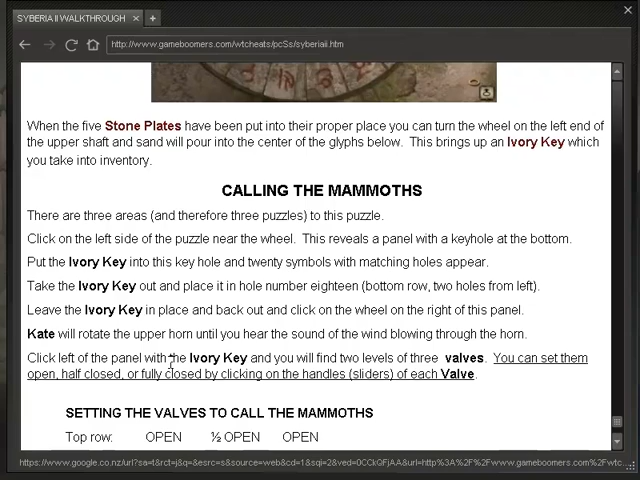 SYBERIA II WALKTHROUGH
http://www.gameboomers.com/wtcheats/pcSs/syberiaii.htm
When the five Stone Plates have been put into their proper place you can turn the wheel on the left end of
the upper shaft and sand will pour into the center of the glyphs below. This brings up an Ivory Key which
you take into inventory.
CALLING THE MAMMOTHS
There are three areas (and therefore three puzzles) to this puzzle.
Click on the left side of the puzzle near the wheel. This reveals a panel with a keyhole at the bottom.
Put the Ivory Key into this key hole and twenty symbols with matching holes appear.
Take the Ivory Key out and place it in hole number eighteen (bottom row, two holes from left).
Leave the Ivory Key in place and back out and click on the wheel on the right of this panel.
Kate will rotate the upper horn until you hear the sound of the wind blowing through the horn.
Click left of the panel with the Ivory Key and you will find two levels of three valves. You can set them
open, half closed, or fully closed by clicking on the handles (sliders) of each Valve.
SETTING THE VALVES TO CALL THE MAMMOTHS
Top row: OPEN ½ OPEN OPEN
https://www.google.co.nz/url?sa=t&rct=j&q=&esrc=s&source=web&cd=1&sqi=2&ved=0CCkQFjAA&url=http%3A%2F%2Fwww.gameboomers.com%2Fwtc...